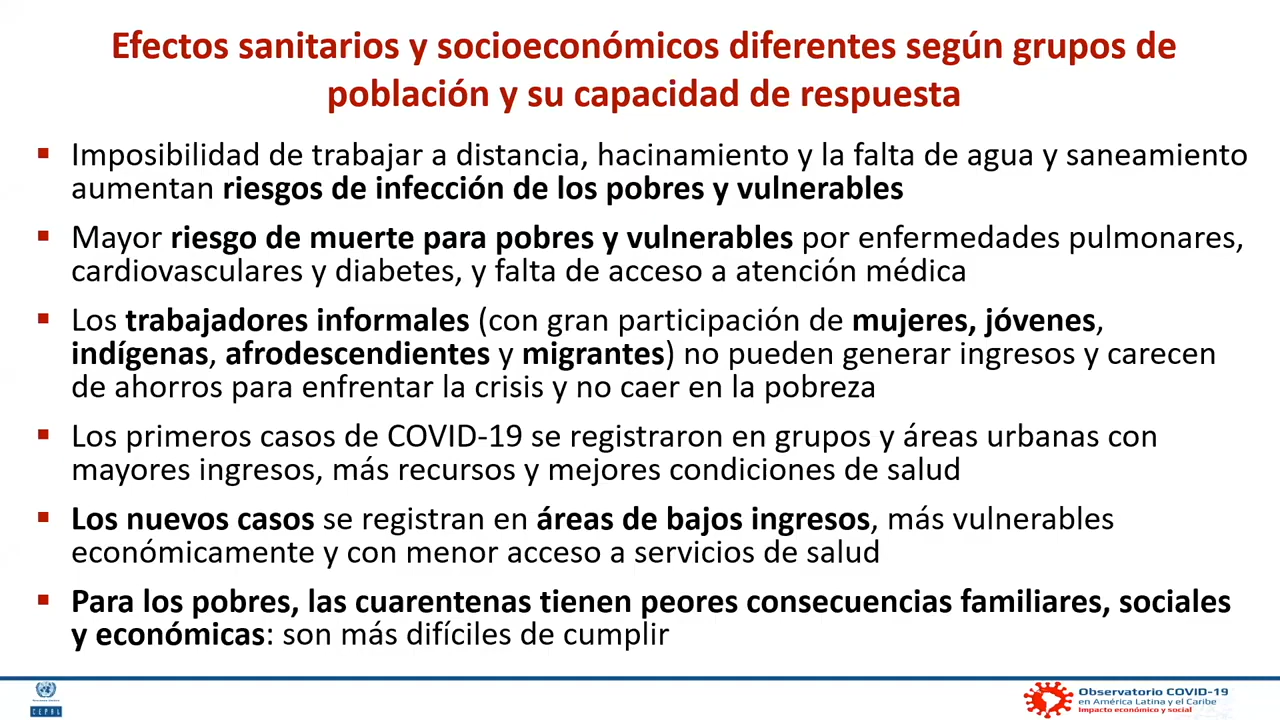 Efectos sanitarios y socioeconómicos diferentes según grupos de
población y su capacidad de respuesta
Imposibilidad de trabajar a distancia, hacinamiento y la falta de agua y saneamiento
aumentan riesgos de infección de los pobres y vulnerables
Mayor riesgo de muerte para pobres y vulnerables por enfermedades pulmonares,
cardiovasculares y diabetes, y falta de acceso a atención médica
Los trabajadores informales (con gran participación de mujeres, jóvenes,
indígenas, afrodescendientes y migrantes) no pueden generar ingresos y carecen
de ahorros para enfrentar la crisis y no caer en la pobreza
Los primeros casos de COVID-19 se registraron en grupos y áreas urbanas con
mayores ingresos, más recursos y mejores condiciones de salud
Los nuevos casos se registran en áreas de bajos ingresos, más vulnerables
económicamente y con menor acceso a servicios de salud
Para los pobres, las cuarentenas tienen peores consecuencias familiares, sociales
y económicas: son más difíciles de cumplir
CEPAL
Observatorio COVID-19
en América Latina y el Caribe
Impacto económico y social